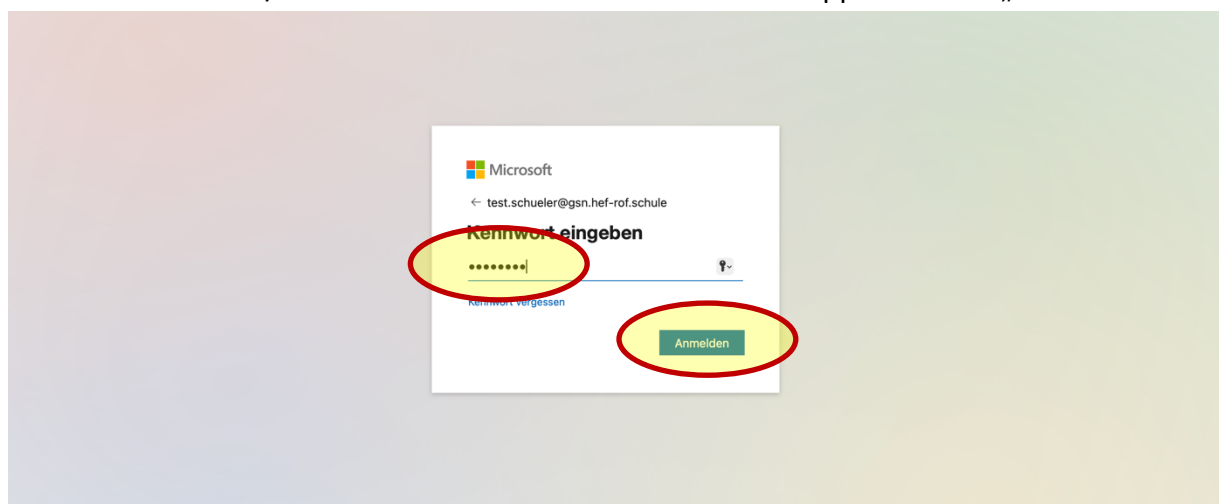 Microsoft
← test.schueler@gsn.hef-rof.schule
Kennwort eingeben
••••••••
Kennwort vergessen
Anmelden